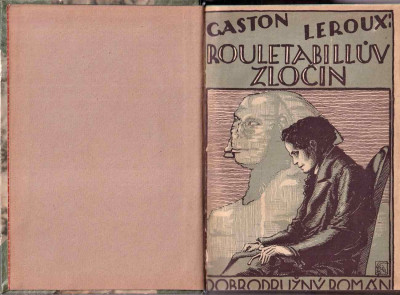 GASTON LEROUX:
ROULETABILLŮV
ZLOČIN
DOBRODRUŽNÝ ROMÁN